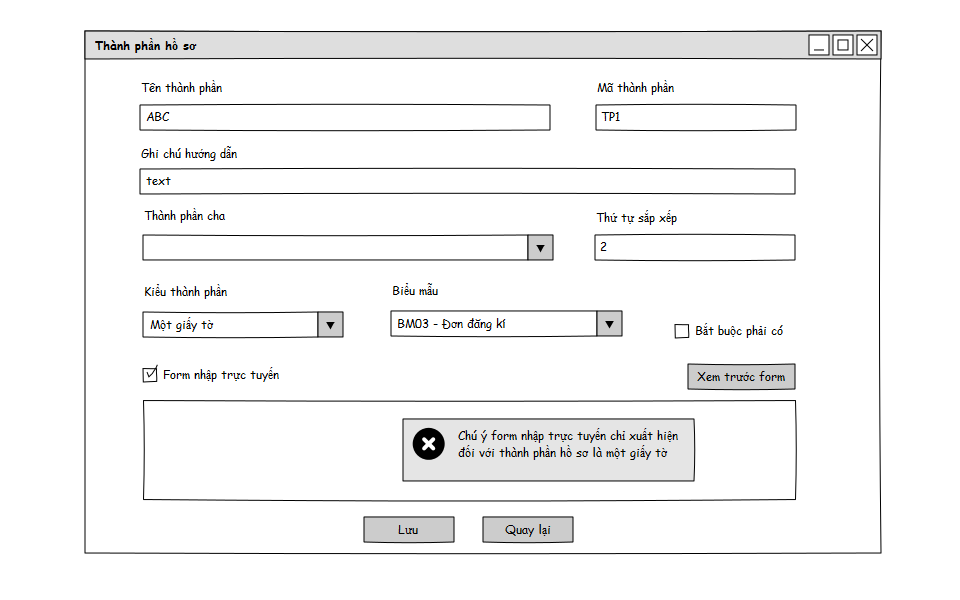 Thành phần hồ sơ
Tên thành phần
Mã thành phần
ABC
TP1
Ghi chú hướng dẫn
text
Thành phần cha
Thứ tự sắp xếp
2
Kiểu thành phần
Biểu mẫu
Một giấy tờ
BM03 - Đơn đăng kí
Bắt buộc phải có
Form nhập trực tuyến
Xem trước form
Chú ý form nhập trực tuyến chỉ xuất hiện
đối với thành phần hồ sơ là một giấy tờ
Lưu
Quay lại